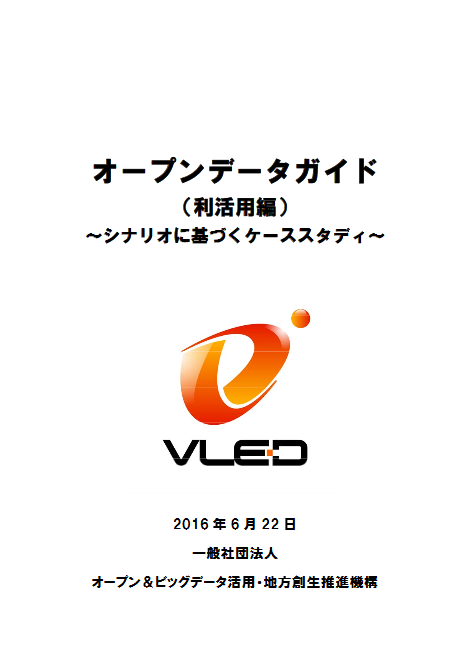 オープンデータガイド
（利活用編）
～シナリオに基づくケーススタディ～
VLED
2016年6月22日
一般社団法人
オープン＆ビッグデータ活用・地方創生推進機構